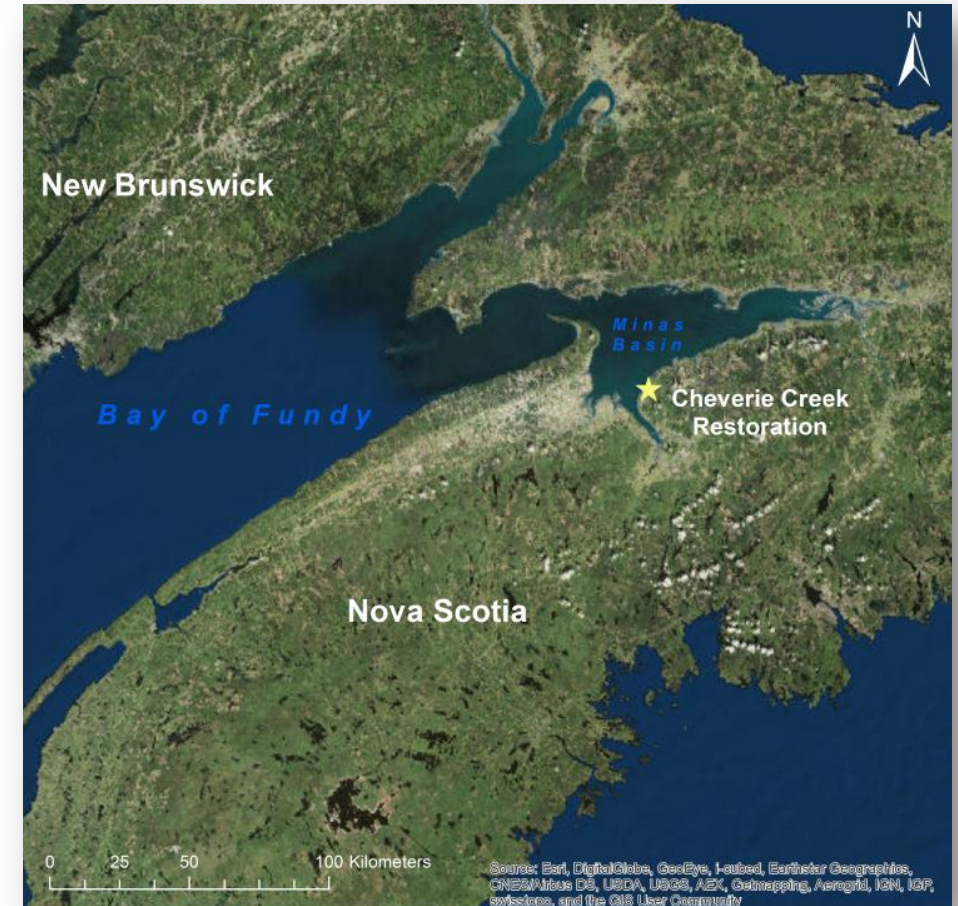 N
New Brunswick
Minas
Basin
Bay of Fundy
Cheverie Creek
Restoration
Nova Scotia
0 25 50 100 Kilometers
Source: Esri, DigitalGlobe, GeoEye, i-cubed, Earthstar Geographics,
CNES/Airbus DS, USDA, USGS, AEX, Getmapping, Aerogrid, IGN, IGP,
swisstopo, and the GIS User Community